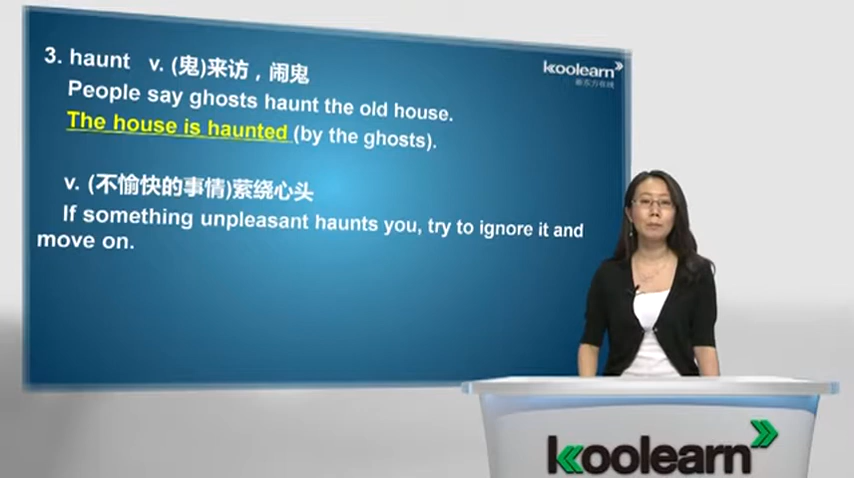 3. haunt v. (鬼)来访，闹鬼
People say ghosts haunt the old house.
The house is haunted (by the ghosts).
v. (不愉快的事情)萦绕心头
If something unpleasant haunts you, try to ignore it and
move on.
koolearn
新东方在线
koolearn